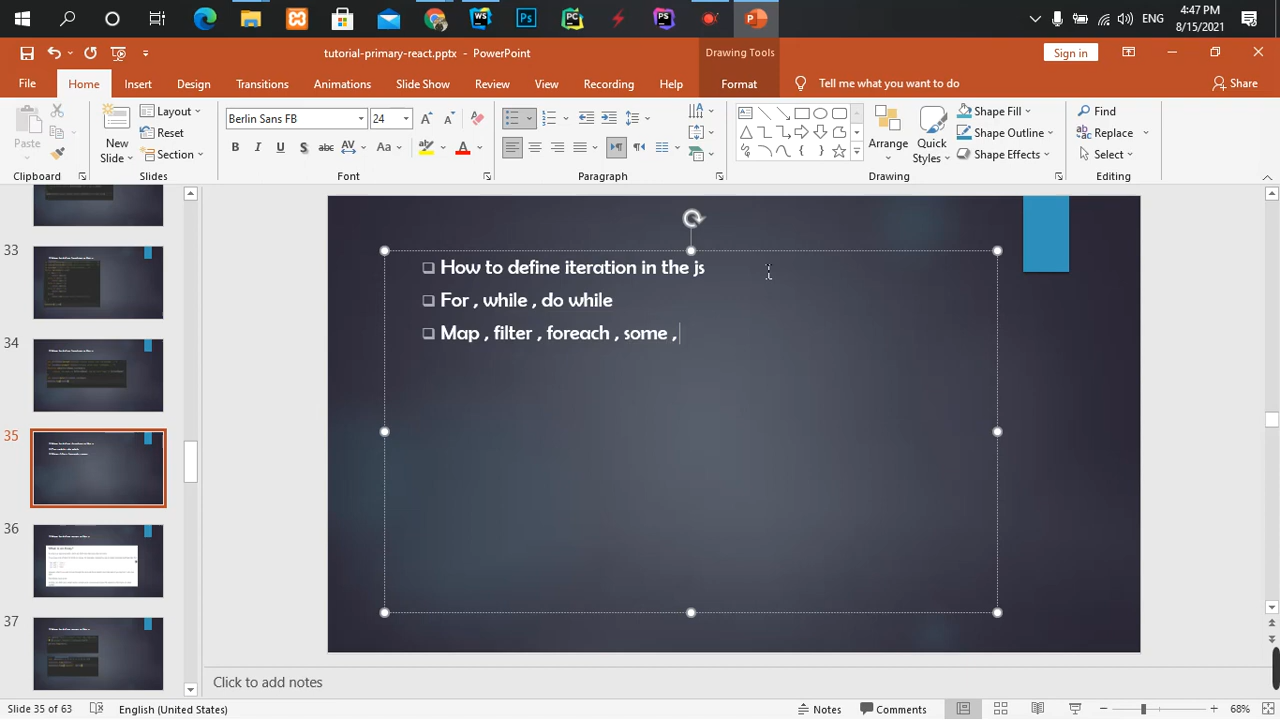 4:47 PM
ENG
8/15/2021
tutorial-primary-react.pptx - PowerPoint
Drawing Tools
Sign in
File Home Insert Design Transitions Animations Slide Show Review View Recording Help Format Tell me what you want to do Share
Paste
New Slide
Layout
Reset
Section
Berlin Sans FB 24
Arrange
Quick Styles
Shape Fill
Shape Outline
Shape Effects
Find
Replace
Select
Clipboard Slides Font Paragraph Drawing Editing
33
34
35
36
37
How to define iteration in the js
For , while , do while
Map , filter , foreach , some ,
Click to add notes
Slide 35 of 63 English (United States) Notes Comments 68%